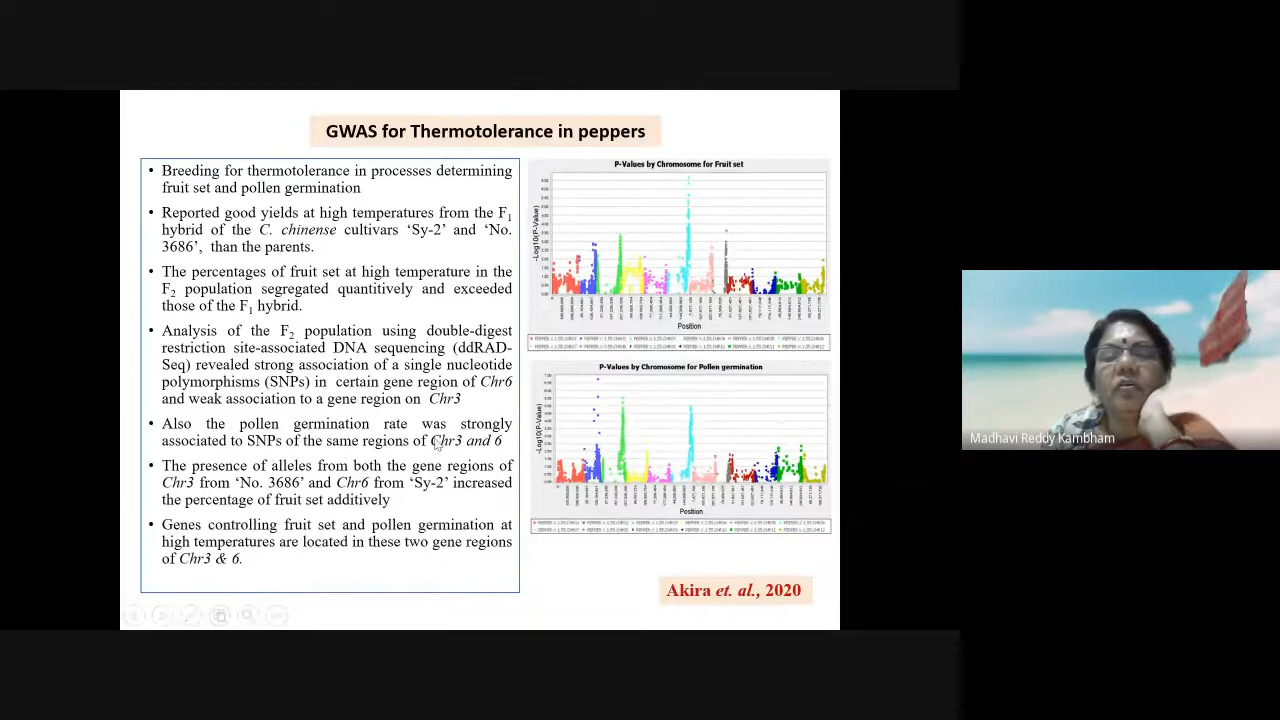 GWAS for Thermotolerance in peppers
• Breeding for thermotolerance in processes determining
fruit set and pollen germination
• Reported good yields at high temperatures from the F1
hybrid of the C. chinense cultivars ‘Sy-2’ and ‘No.
3686’, than the parents.
• The percentages of fruit set at high temperature in the
F2 population segregated quantitively and exceeded
those of the F1 hybrid.
• Analysis of the F2 population using double-digest
restriction site-associated DNA sequencing (ddRAD-
Seq) revealed strong association of a single nucleotide
polymorphisms (SNPs) in certain gene region of Chr6
and weak association to a gene region on Chr3
• Also the pollen germination rate was strongly
associated to SNPs of the same regions of Chr3 and 6
• The presence of alleles from both the gene regions of
Chr3 from ‘No. 3686’ and Chr6 from ‘Sy-2’ increased
the percentage of fruit set additively
• Genes controlling fruit set and pollen germination at
high temperatures are located in these two gene regions
of Chr3 & 6.
P-Values by Chromosome for Fruit set
-Log10(P-Value)
Position
P-Values by Chromosome for Pollen germination
-Log10(P-Value)
Position
Akira et. al., 2020
Madhavi Reddy Kambham